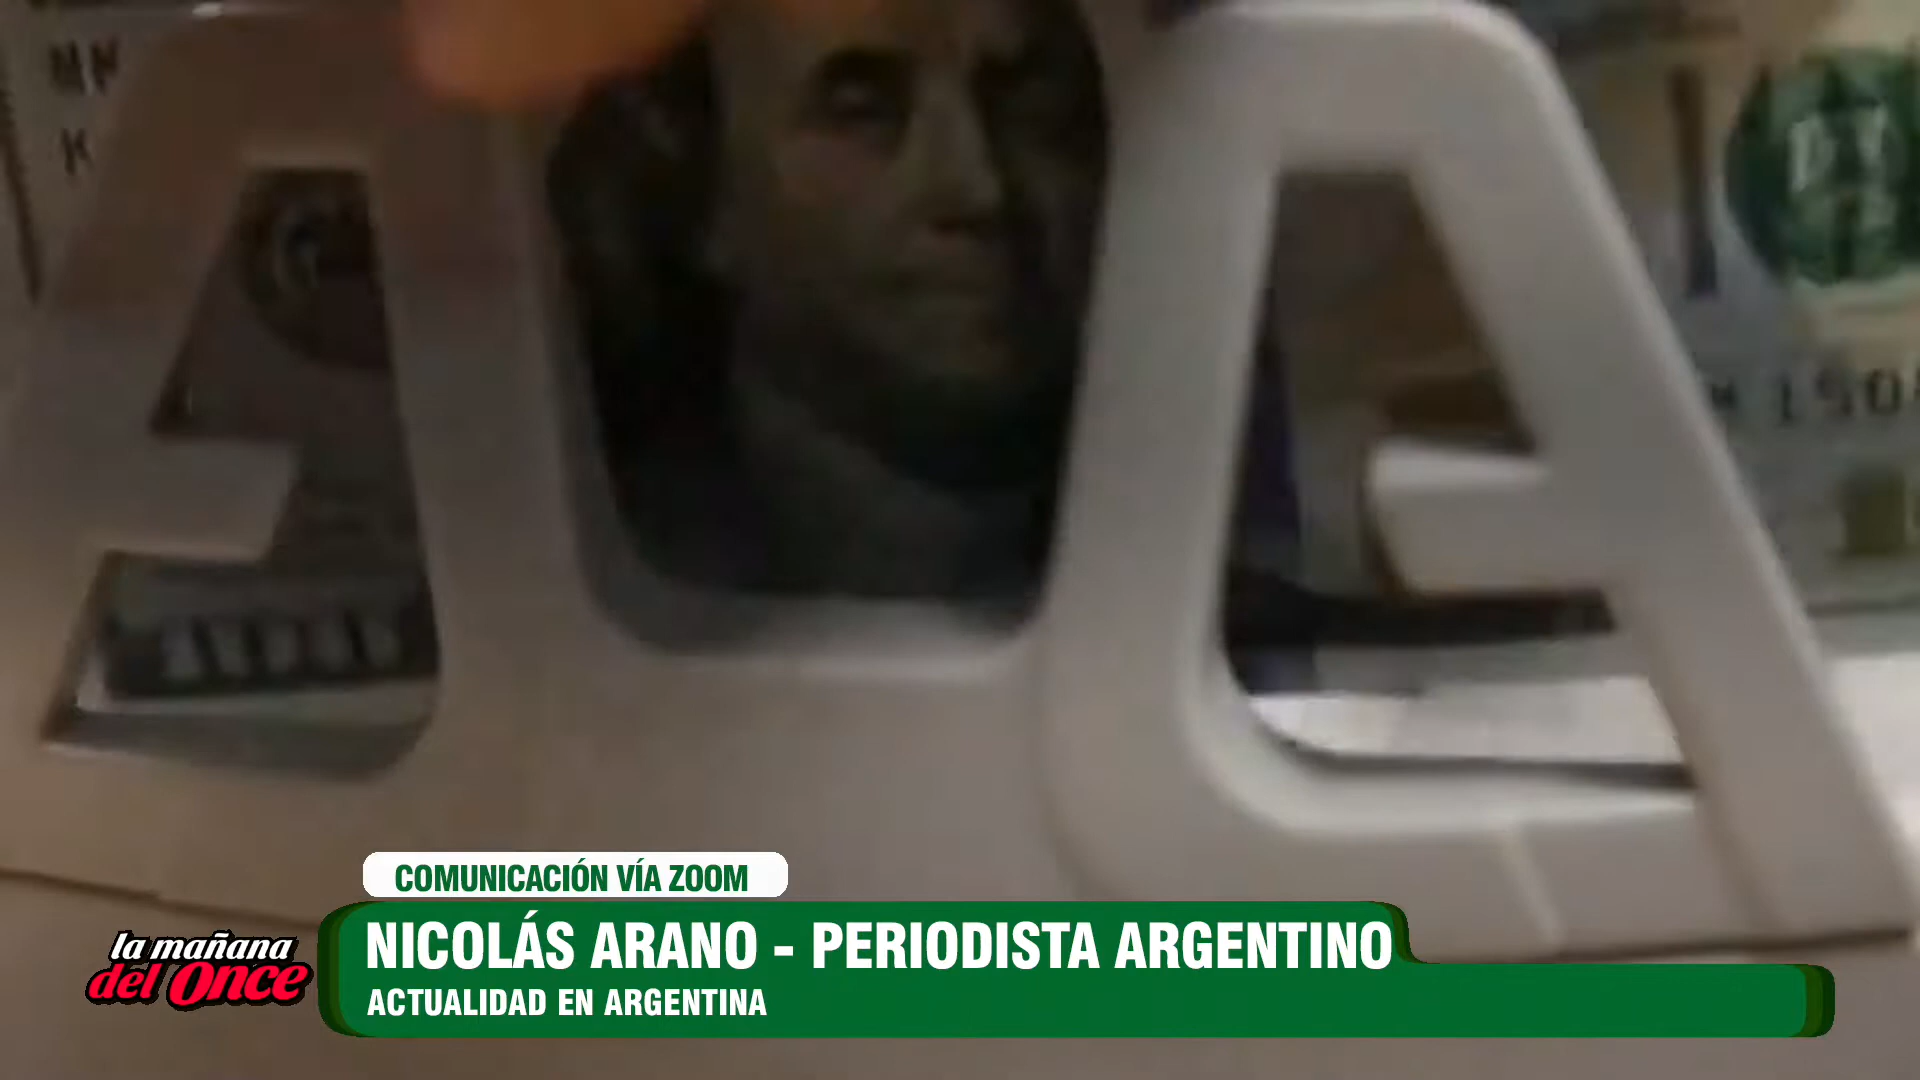 COMUNICACIÓN VÍA ZOOM
la mañana
del Once
NICOLÁS ARANO - PERIODISTA ARGENTINO
ACTUALIDAD EN ARGENTINA